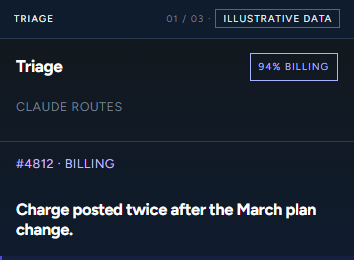 TRIAGE 01 / 03 · ILLUSTRATIVE DATA
Triage 94% BILLING
CLAUDE ROUTES
#4812 · BILLING
Charge posted twice after the March plan
change.